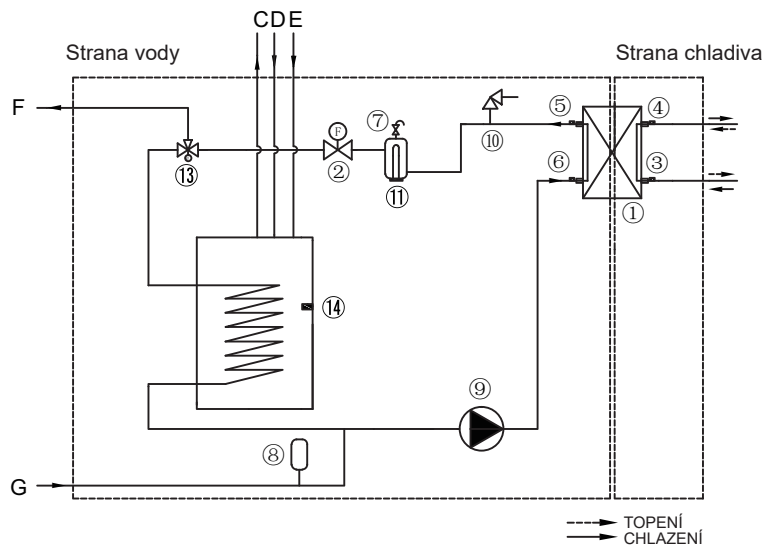 CDE
Strana vody
Strana chladiva
F
F
⑦
⑤
④
⑩
⑬
②
⑪
⑥
③
①
⑭
⑨
⑧
G
TOPENÍ
CHLAZENÍ